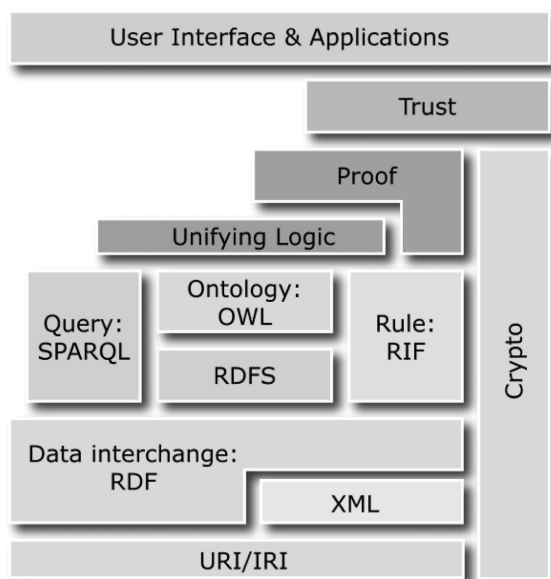 User Interface & Applications
Trust
Proof
Unifying Logic
Ontology:
OWL
Query:
SPARQL
Rule:
RIF
RDFS
Crypto
Data interchange:
RDF
XML
URI/IRI